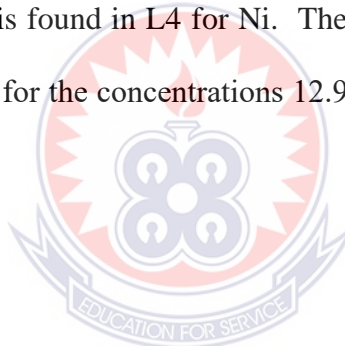 is found in L4 for Ni. The
for the concentrations 12.9
EDUCATION FOR SERVICE